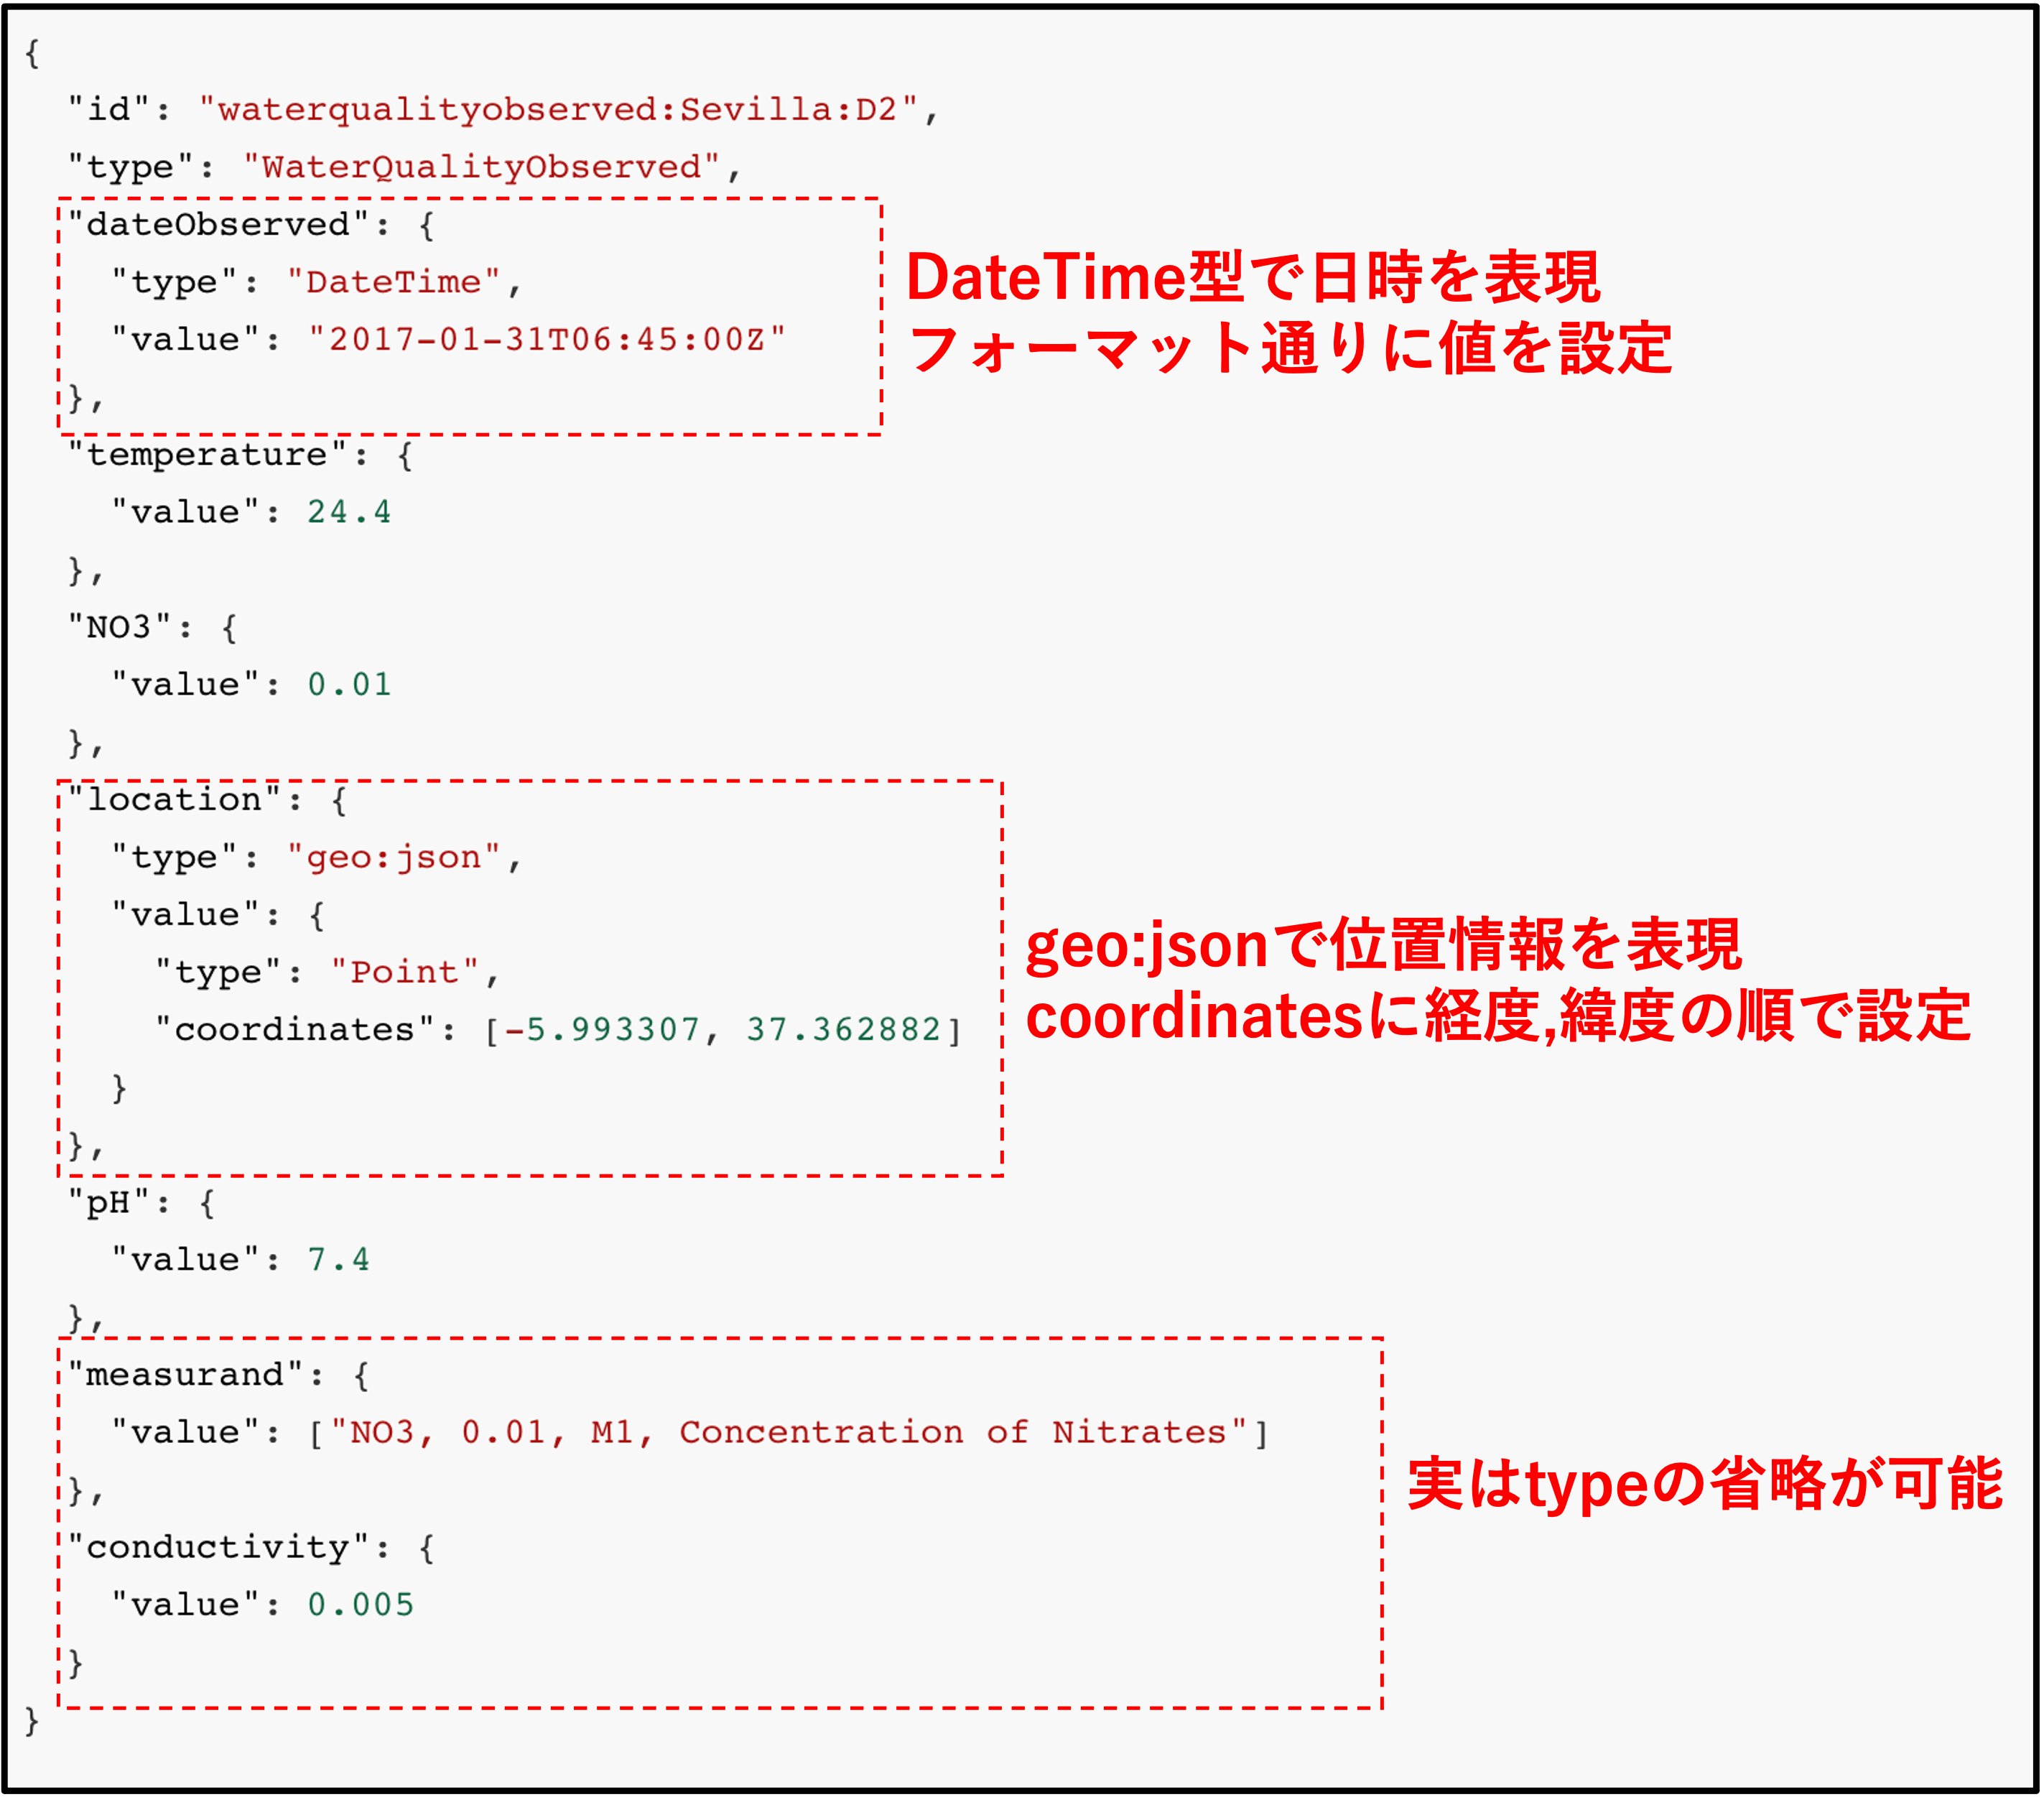 {
"id": "waterqualityobserved:Sevilla:D2",
"type": "WaterQualityObserved",
"dateObserved": {
"type": "DateTime",
"value": "2017-01-31T06:45:00Z"
},
DateTime型で日時を表現
フォーマット通りに値を設定
"temperature": {
"value": 24.4
},
"NO3": {
"value": 0.01
},
"location": {
"type": "geo:json",
"value": {
"type": "Point",
"coordinates": [-5.993307, 37.362882]
}
},
geo:jsonで位置情報を表現
coordinatesに経度,緯度の順で設定
"pH": {
"value": 7.4
},
"measurand": {
"value": ["NO3, 0.01, M1, Concentration of Nitrates"]
},
"conductivity": {
"value": 0.005
}
実はtypeの省略が可能
}